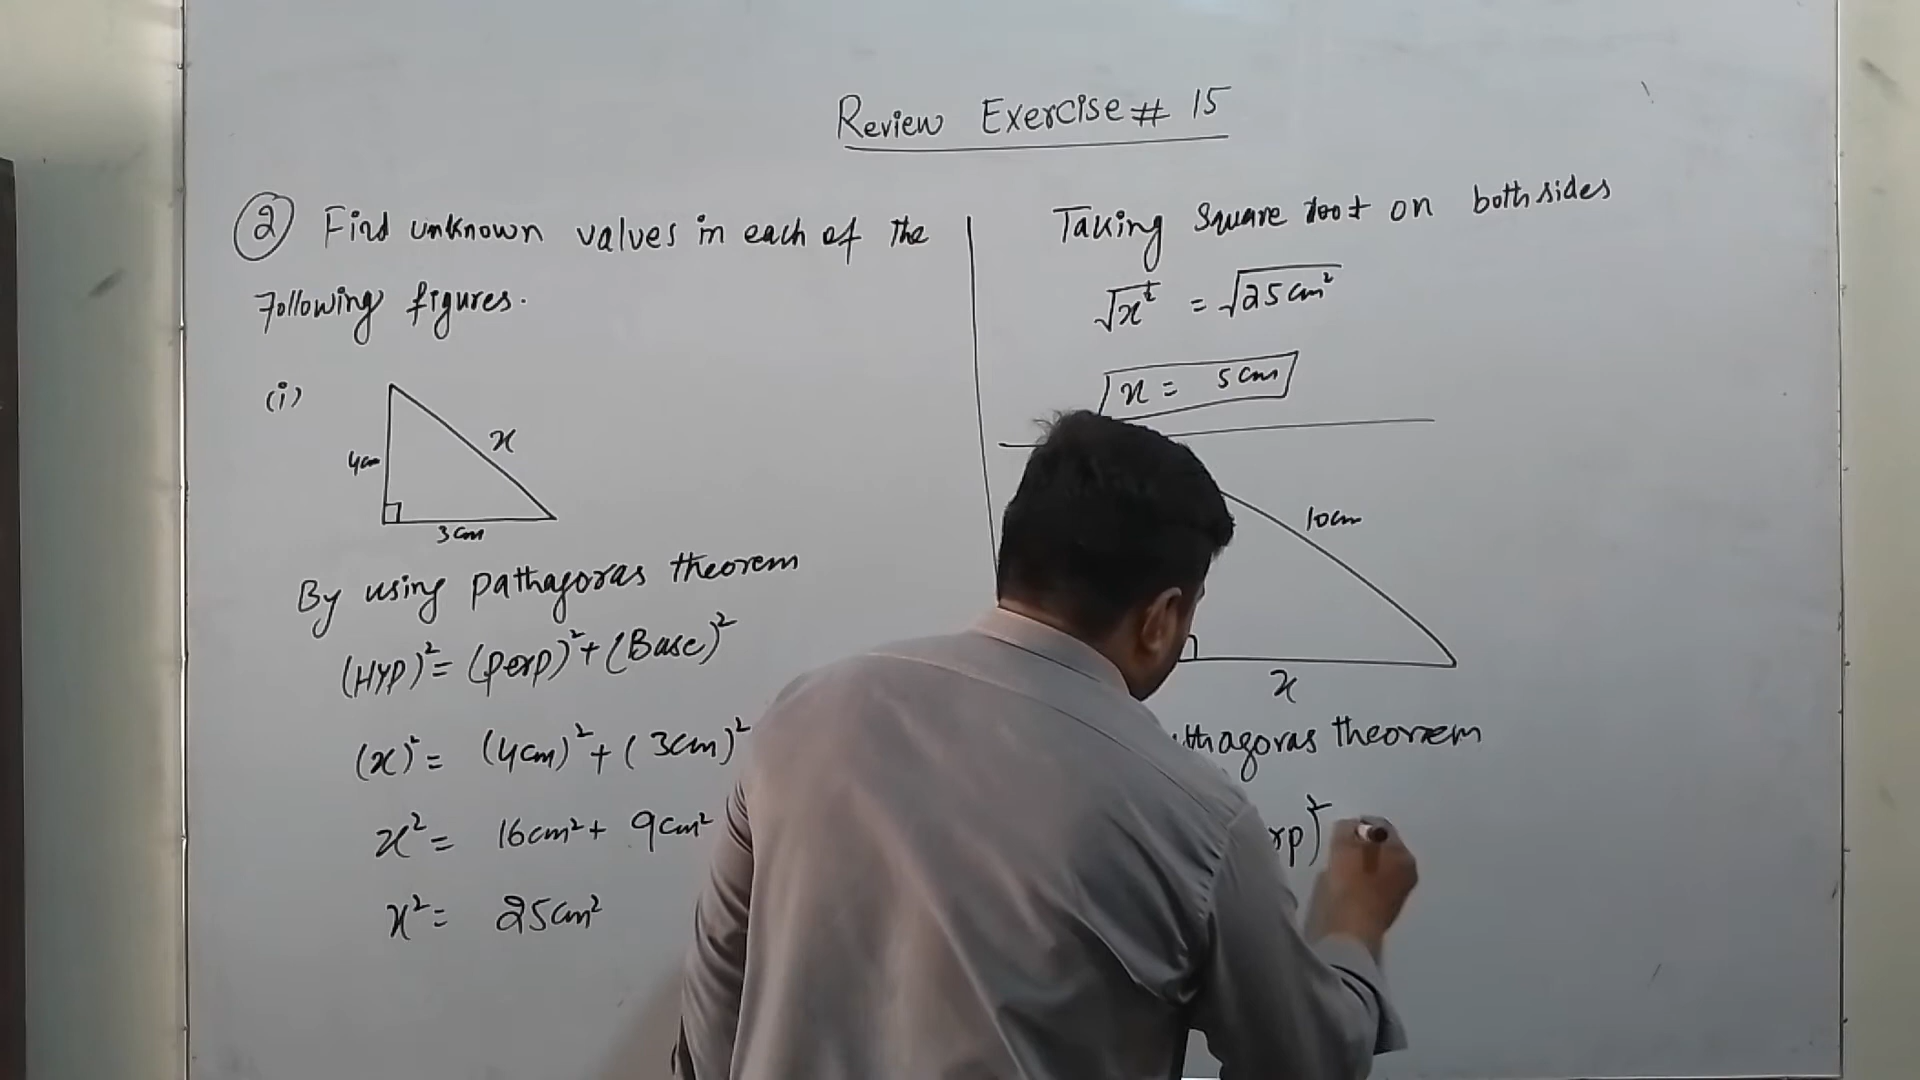 Review Exercise # 15
② Find unknown values in each of the
Following figures.
(i)
4cm
x
3cm
By using pathagoras theorem
(HYP)² = (perp)² + (Base)²
(x)² = (4cm)² + (3cm)²
x² = 16cm² + 9cm²
x² = 25cm²
Taking Square root on both sides
√x² = √25cm²
x = 5cm
10cm
x
thagoras theorem
rp)²